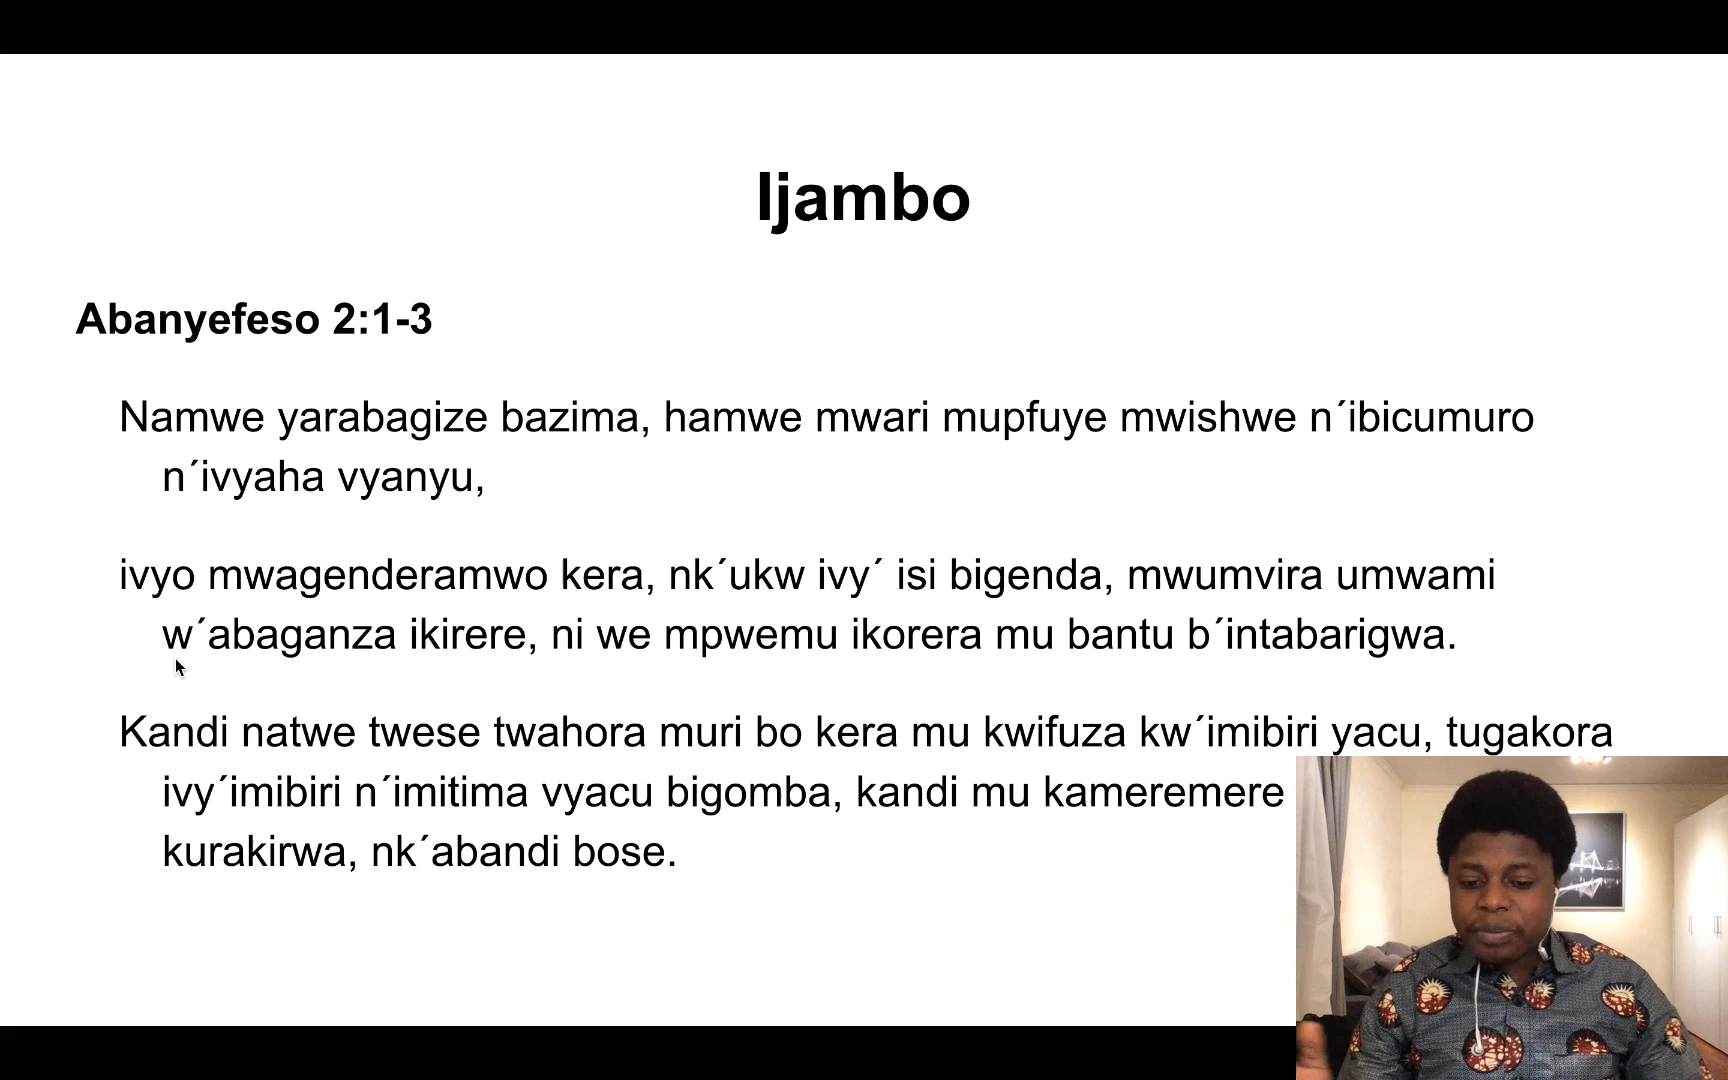 Ijambo
Abanyefeso 2:1-3
Namwe yarabagize bazima, hamwe mwari mupfuye mwishwe n´ibicumuro
n´ivyaha vyanyu,
ivyo mwagenderamwo kera, nk´ukw ivy´ isi bigenda, mwumvira umwami
w´abaganza ikirere, ni we mpwemu ikorera mu bantu b´intabarigwa.
Kandi natwe twese twahora muri bo kera mu kwifuza kw´imibiri yacu, tugakora
ivy´imibiri n´imitima vyacu bigomba, kandi mu kameremere
kurakirwa, nk´abandi bose.